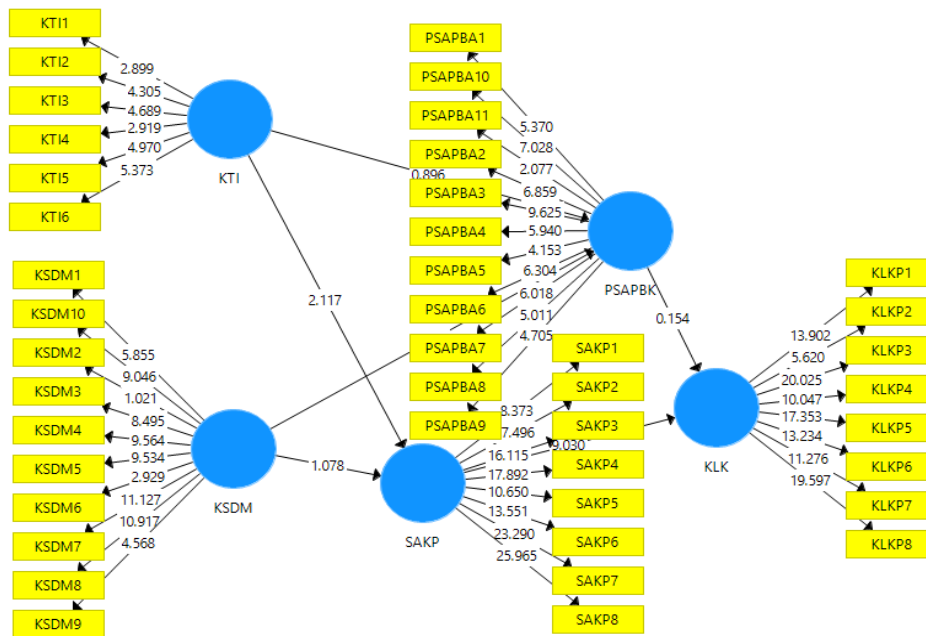 KTI1
KTI2
KTI3
KTI4
KTI5
KTI6
2.899
4.305
4.689
2.919
4.970
5.373
KTI
0.896
2.117
KSDM1
KSDM10
KSDM2
KSDM3
KSDM4
KSDM5
KSDM6
KSDM7
KSDM8
KSDM9
5.855
9.046
1.021
8.495
9.564
9.534
2.929
11.127
10.917
4.568
KSDM
1.078
PSAPBA1
PSAPBA10
PSAPBA11
PSAPBA2
PSAPBA3
PSAPBA4
PSAPBA5
PSAPBA6
PSAPBA7
PSAPBA8
PSAPBA9
5.370
7.028
2.077
6.859
9.625
5.940
4.153
6.304
6.018
5.011
4.705
PSAPBK
0.154
SAKP1
SAKP2
SAKP3
SAKP4
SAKP5
SAKP6
SAKP7
SAKP8
8.373
7.496
16.115
17.892
10.650
13.551
23.290
25.965
SAKP
9.030
KLKP1
KLKP2
KLKP3
KLKP4
KLKP5
KLKP6
KLKP7
KLKP8
13.902
5.620
20.025
10.047
17.353
13.234
11.276
19.597
KLK